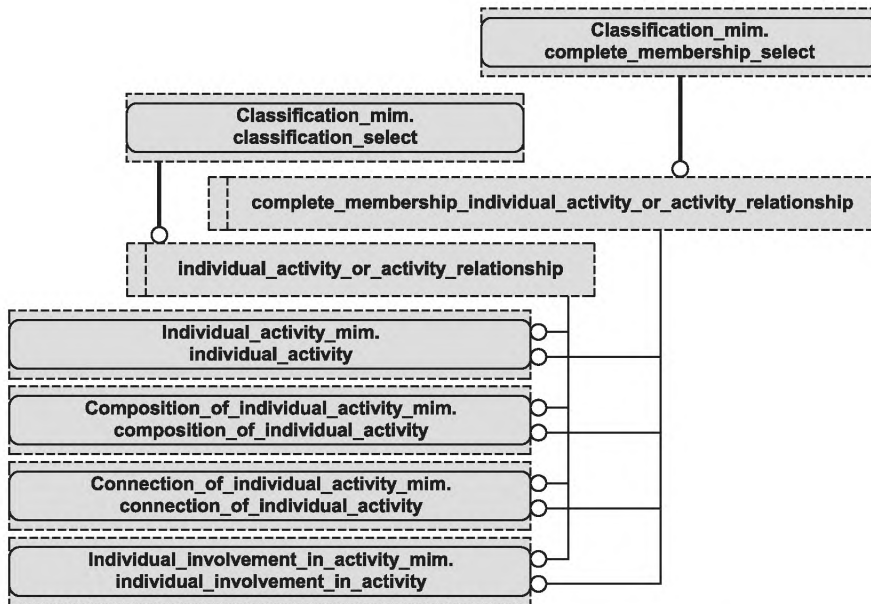 Classification_mim.
complete_membership_select
Classification_mim.
classification_select
complete_membership_individual_activity_or_activity_relationship
individual_activity_or_activity_relationship
Individual_activity_mim.
individual_activity
Composition_of_individual_activity_mim.
composition_of_individual_activity
Connection_of_individual_activity_mim.
connection_of_individual_activity
Individual_involvement_in_activity_mim.
individual_involvement_in_activity